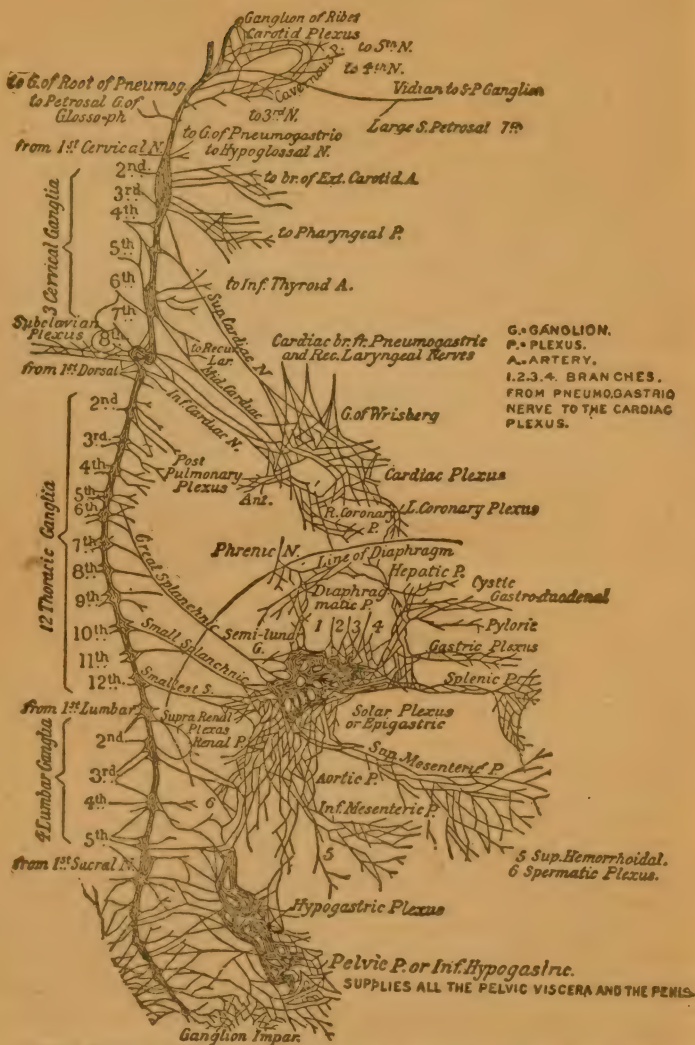 Ganglion of Ribes
Carotid Plexus
to 5th N.
to 4th N.
Cavernous P.
to G. of Root of Pneumog.
Vidian to S-P Ganglion
to Petrosal G. of
Glosso-ph
to 3rd N.
Large S. Petrosal 7th
to G. of Pneumogastric
from 1st Cervical N.
to Hypoglossal N.
2nd
to br. of Ext. Carotid A.
3rd
4th
to Pharyngeal P.
3 Cervical Ganglia
5th
6th
to Inf. Thyroid A.
7th
Sup Cardiac N.
Subclavian
Plexus
8th
to Recu
Lar.
Mid Cardiac
Cardiac br. fr. Pneumogastric
and Rec. Laryngeal Nerves
G.=GANGLION.
P.=PLEXUS.
A.=ARTERY.
1.2.3.4. BRANCHES.
FROM PNEUMOGASTRIC
NERVE TO THE CARDIAC
PLEXUS.
from 1st Dorsal
Inf Cardiac N.
2nd
G. of Wrisberg
3rd
4th
Post
Pulmonary
Plexus
Ant.
Cardiac Plexus
5th
6th
R. Coronary
P.
L. Coronary Plexus
12 Thoracic Ganglia
7th
Great Splanchnic
Phrenic N.
Line of Diaphragm
8th
Hepatic P.
Cystic
9th
Diaphrag
matic P.
Gastro-duodenal
10th
Small Splanchnic
Semi-lunar
G.
1 2 3 4
Pyloric
11th
Gastric Plexus
12th
Smallest S.
Splenic P.
from 1st Lumbar
Supra Renal
Plexas
Renal P.
Solar Plexus
or Epigastric
2nd
4 Lumbar Ganglia
Sup. Mesenteric P.
3rd
Aortic P.
4th
6
Inf. Mesenteric P.
5th
5
from 1st Sacral N.
5 Sup. Hemorrhoidal.
6 Spermatic Plexus.
Hypogastric Plexus
Pelvic P. or Inf. Hypogastric.
SUPPLIES ALL THE PELVIC VISCERA AND THE PENIS
Ganglion Impar.